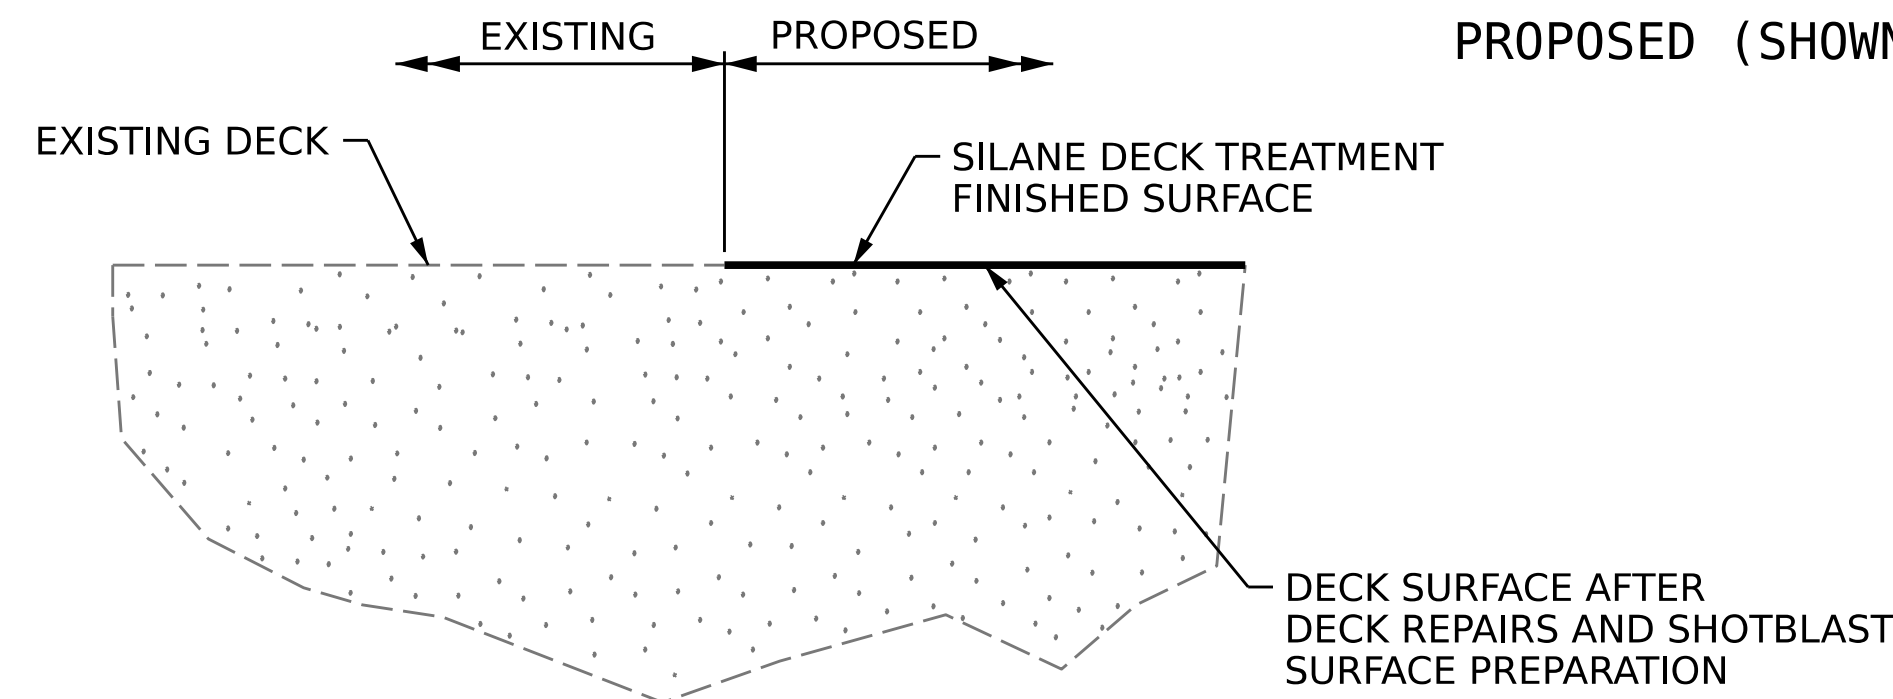 EXISTING
PROPOSED
PROPOSED (SHOWN
EXISTING DECK
SILANE DECK TREATMENT
FINISHED SURFACE
DECK SURFACE AFTER
DECK REPAIRS AND SHOTBLAST
SURFACE PREPARATION